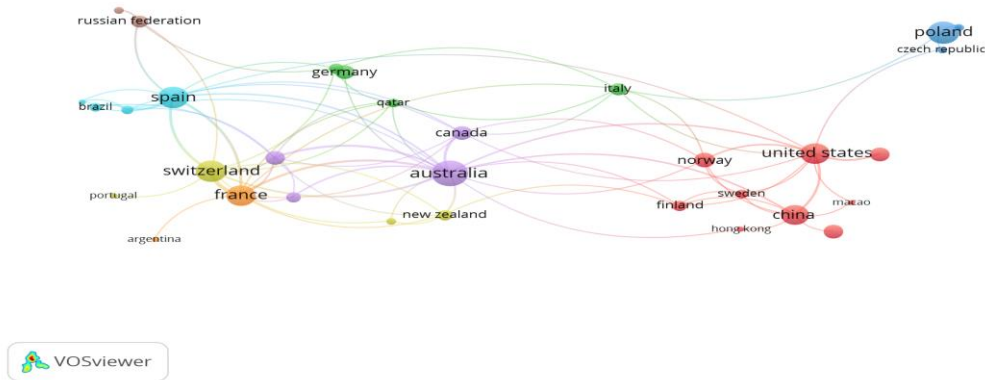 russian federation
poland
czech republic
germany
italy
spain
qatar
brazil
canada
united states
norway
switzerland
australia
portugal
france
sweden
macao
finland
new zealand
china
hong kong
argentina
VOSviewer